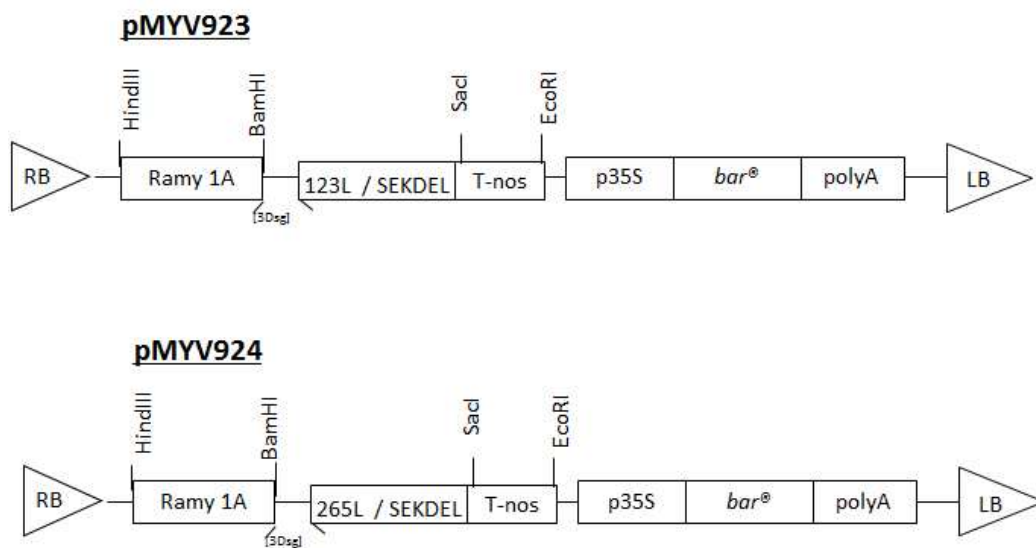 pMYV923
HindIII
BamHI
SacI
EcoRI
RB
Ramy 1A
123L / SEKDEL
T-nos
p35S
bar®
polyA
LB
[3Dsg]
pMYV924
HindIII
BamHI
SacI
EcoRI
RB
Ramy 1A
265L / SEKDEL
T-nos
p35S
bar®
polyA
LB
[3Dsg]